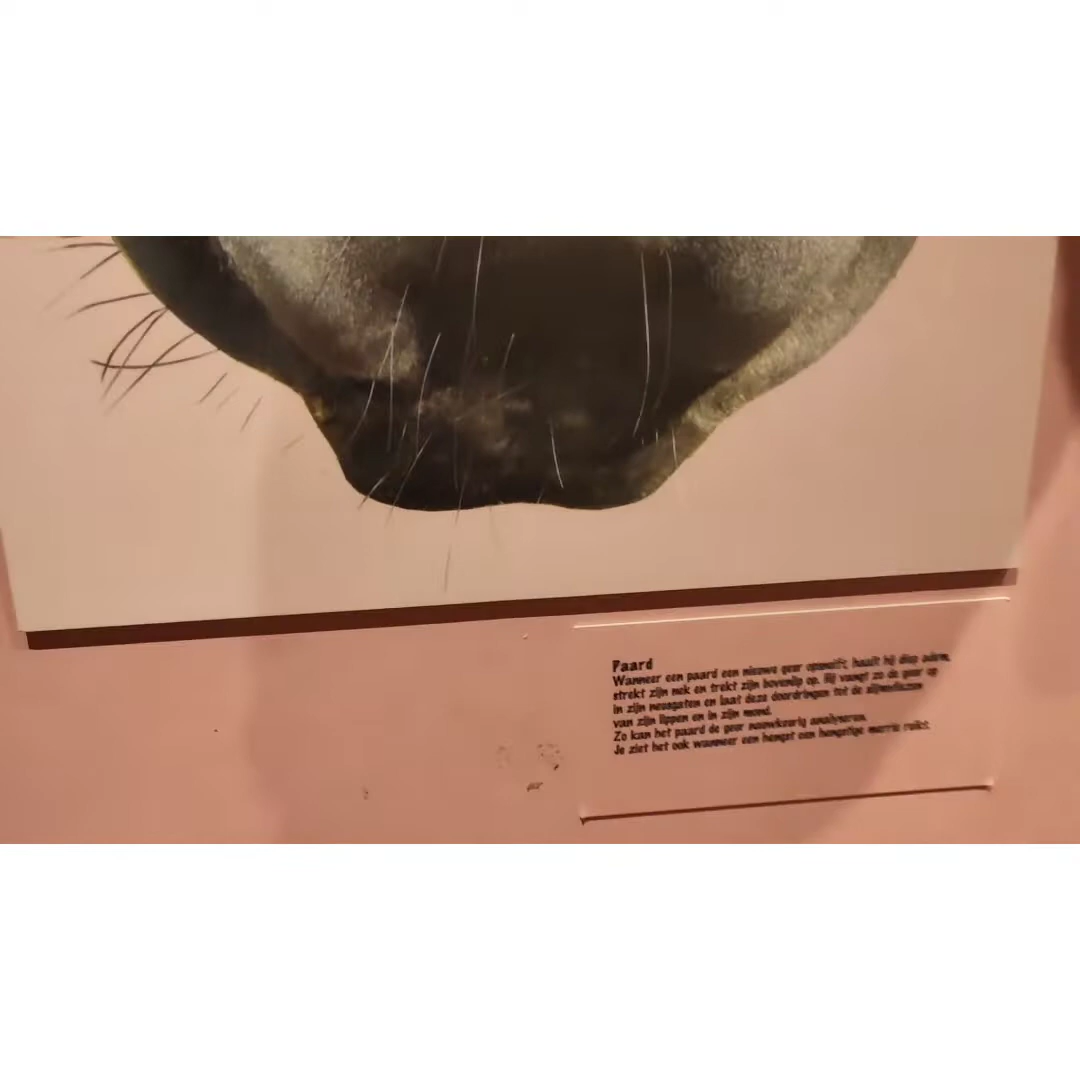 Paard
Wanneer een paard een nieuwe geur opsnuift, haalt hij diep adem,
strekt zijn nek en trekt zijn bovenlip op. Hij vangt zo de geur op
in zijn neusgaten en laat deze doordringen tot de slijmvliezen
van zijn lippen en in zijn mond.
Zo kan het paard de geur nauwkeurig analyseren.
Je ziet het ook wanneer een hengst een hengstige merrie ruikt.